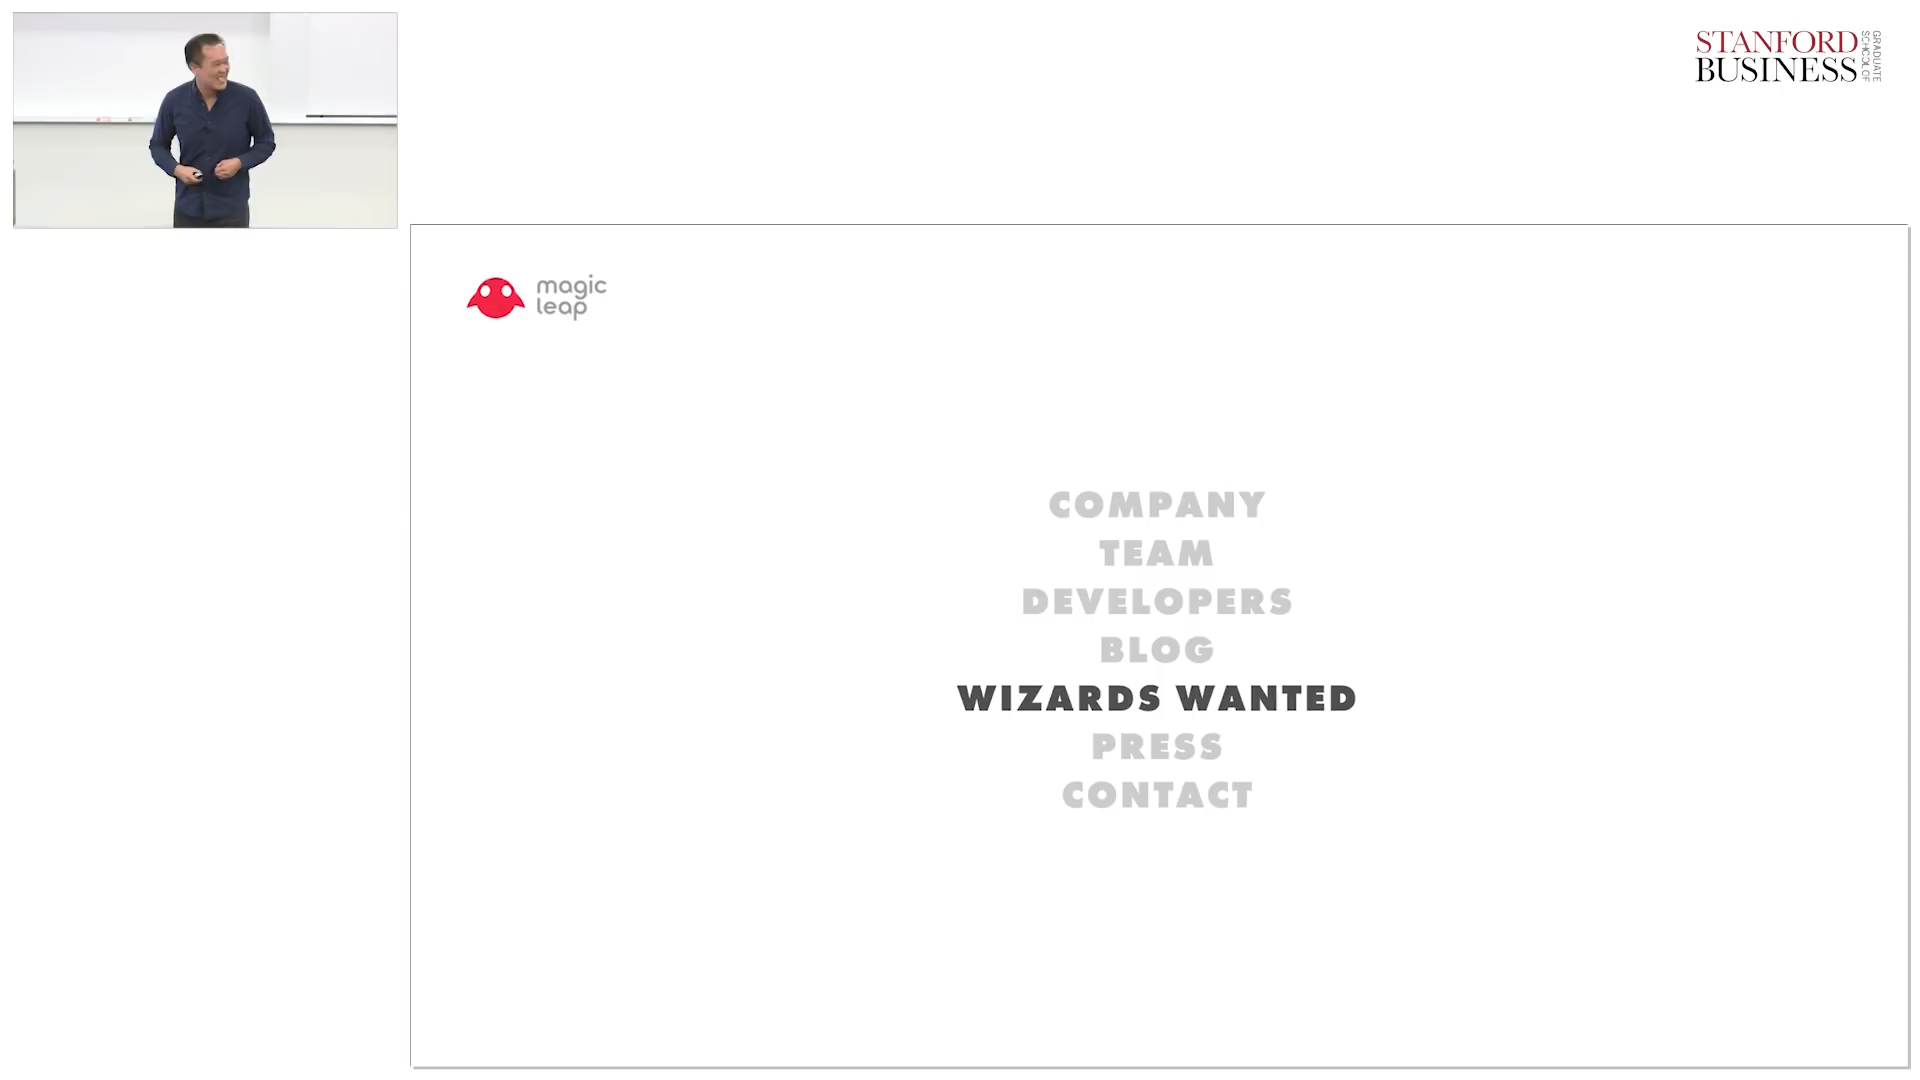 STANFORD
BUSINESS
GRADUATE
SCHOOL OF
magic
leap
COMPANY
TEAM
DEVELOPERS
BLOG
WIZARDS WANTED
PRESS
CONTACT